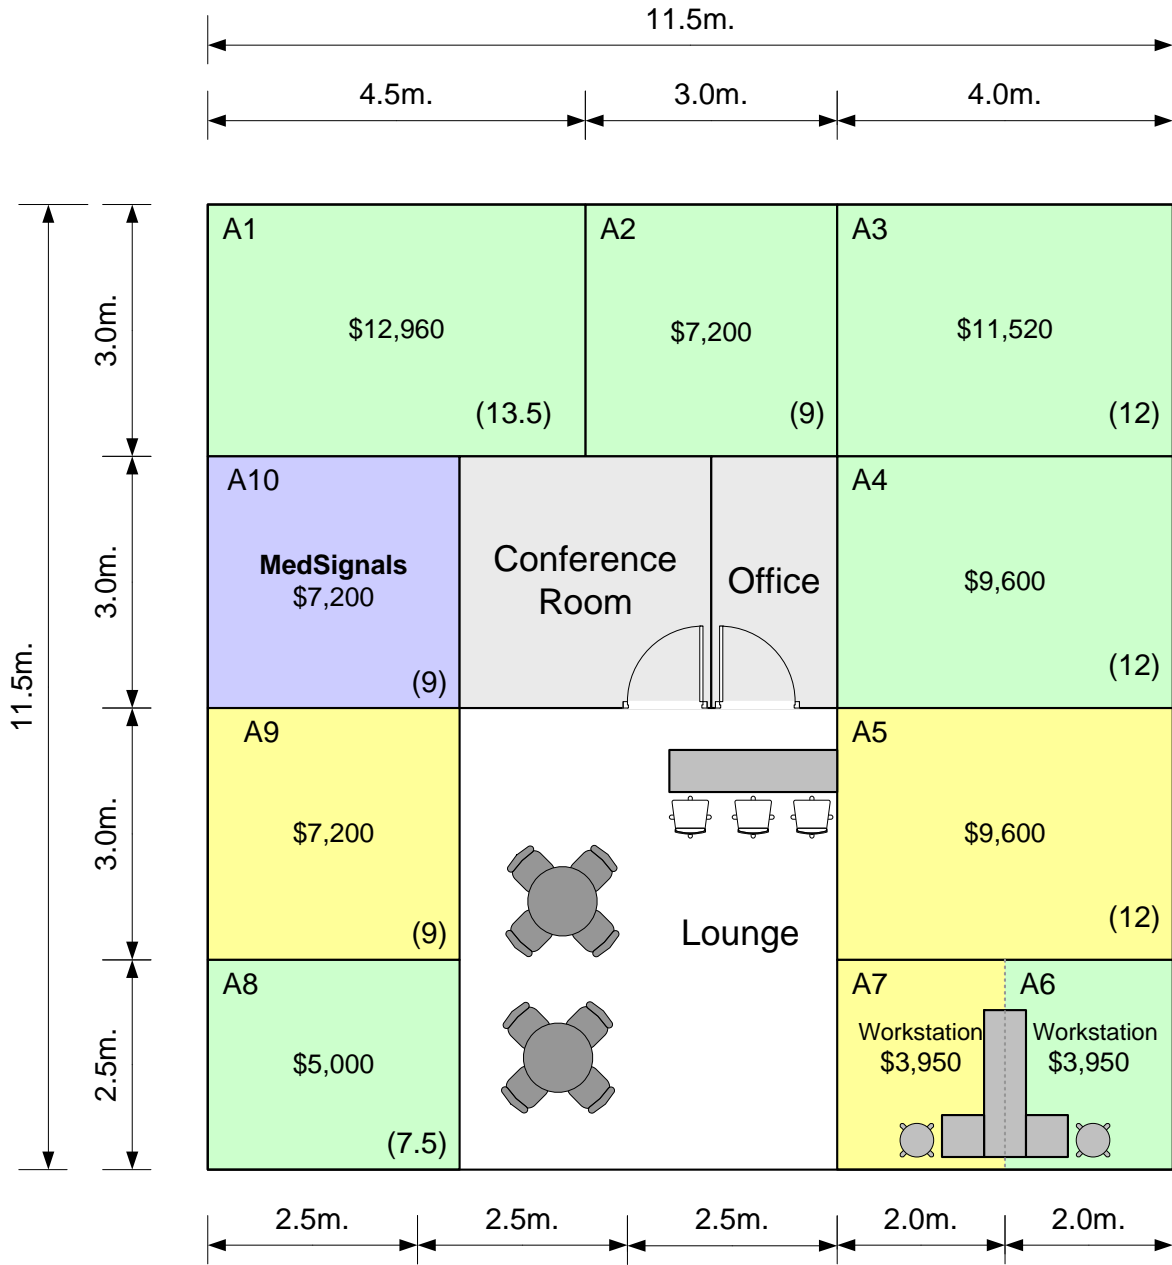 11.5m.
4.5m.
3.0m.
4.0m.
11.5m.
3.0m.
3.0m.
3.0m.
2.5m.
A1
$12,960
(13.5)
A2
$7,200
(9)
A3
$11,520
(12)
A10
MedSignals
$7,200
(9)
Conference
Room
Office
A4
$9,600
(12)
A9
$7,200
(9)
Lounge
A5
$9,600
(12)
A8
$5,000
(7.5)
A7
Workstation
$3,950
A6
Workstation
$3,950
2.5m.
2.5m.
2.5m.
2.0m.
2.0m.